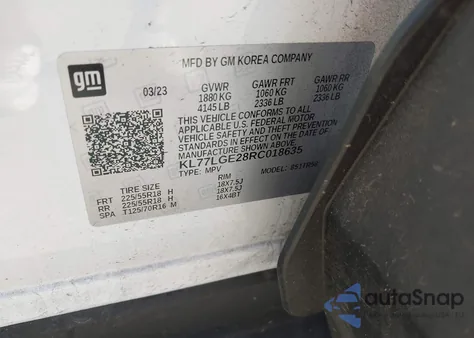 gm
MFD BY GM KOREA COMPANY
03/23 GVWR GAWR FRT GAWR RR
1880 KG 1060 KG 1060 KG
4145 LB 2336 LB 2336 LB
THIS VEHICLE CONFORMS TO ALL
APPLICABLE U.S. FEDERAL MOTOR
VEHICLE SAFETY AND THEFT PREVENTION
STANDARDS IN EFFECT ON THE DATE OF
MANUFACTURE SHOWN ABOVE.
KL77LGE28RC018635
TYPE: MPV
TIRE SIZE RIM
FRT 225/55R18 H 18X7.5J
RR 225/55R18 H 18X7.5J
SPA T125/70R16 M 16X4BT
autoSnap